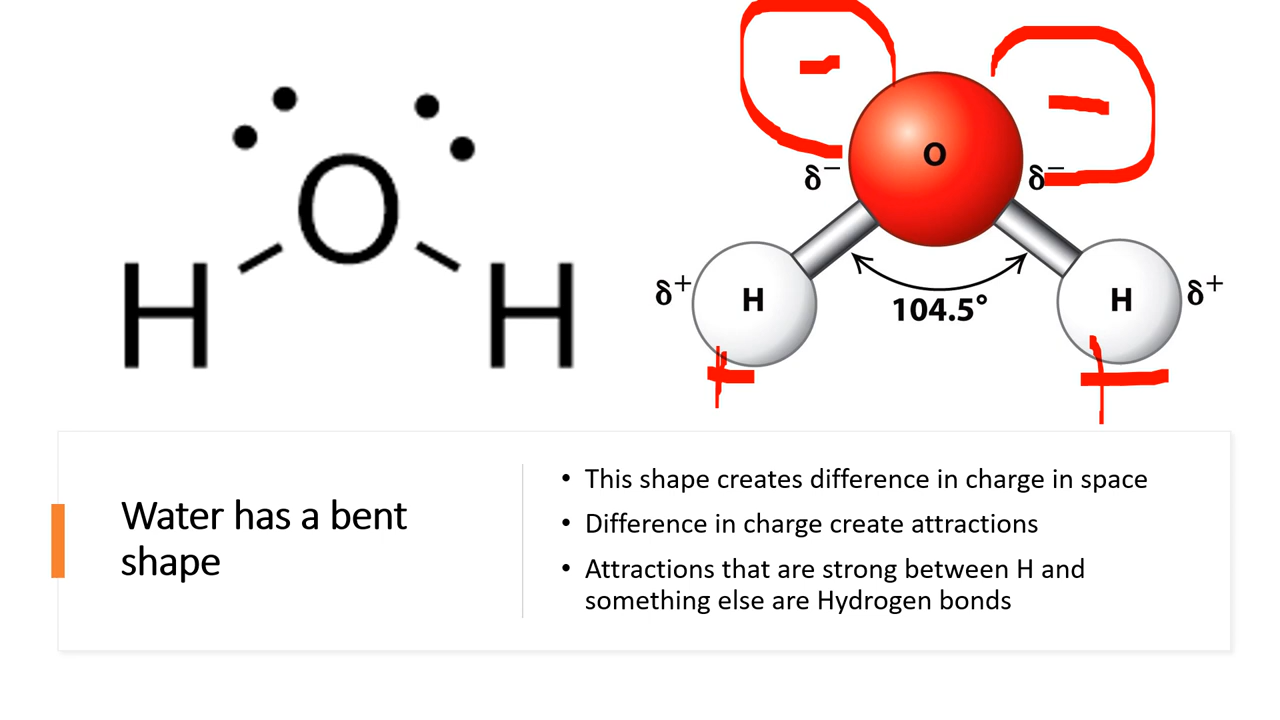 O
H
H
−
−
O
δ−
δ−
δ+
H
H
δ+
104.5°
+
+
Water has a bent
shape
• This shape creates difference in charge in space
• Difference in charge create attractions
• Attractions that are strong between H and
something else are Hydrogen bonds